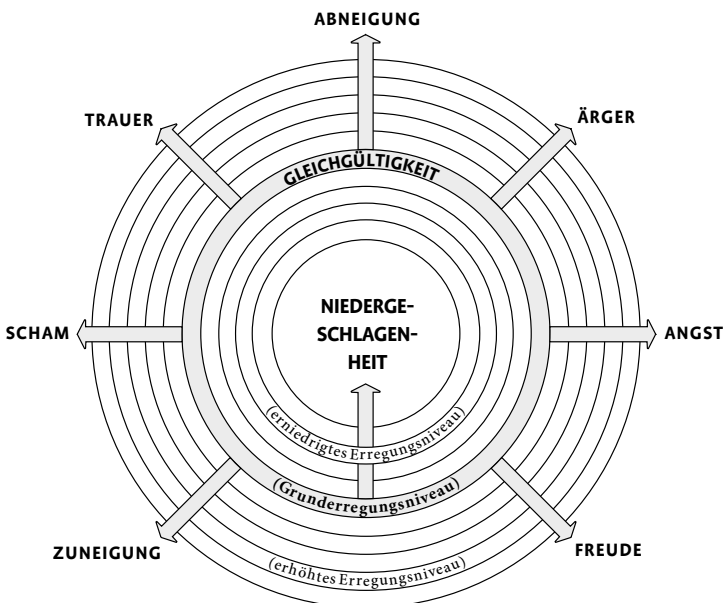 ABNEIGUNG
TRAUER
ÄRGER
GLEICHGÜLTIGKEIT
NIEDERGE-
SCHLAGEN-
HEIT
SCHAM
ANGST
(erniedrigtes Erregungsniveau)
(Grunderregungsniveau)
ZUNEIGUNG
FREUDE
(erhöhtes Erregungsniveau)